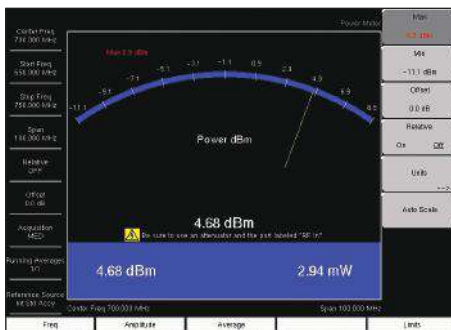 Power Meter
Center Freq
700.000 MHz
Start Freq
650.000 MHz
Stop Freq
750.000 MHz
Span
100.000 MHz
Relative
OFF
Offset
0.0 dB
Acquisition
MED
Running Averages
Reference Source
Int Std Accy
-11.1
-9.1
-7.1
-5.1
-3.1
-1.1
0.9
2.9
4.9
6.9
8.9
Power dBm
4.68 dBm
Be sure to use an attenuator and the port labeled "RF In"
4.68 dBm
2.94 mW
Center Freq 700.000 MHz
Span 100.000 MHz
Max
Min
-11.1 dBm
Offset
0.0 dB
Relative
On Off
Units
-->
Auto Scale
Freq
Amplitude
Average
Limits